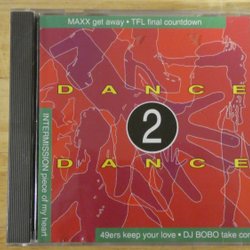 MAXX get away • TFL final countdown
DANCE
2
DANCE
INTERMISSION piece of my heart
49ers keep your love • DJ BOBO take